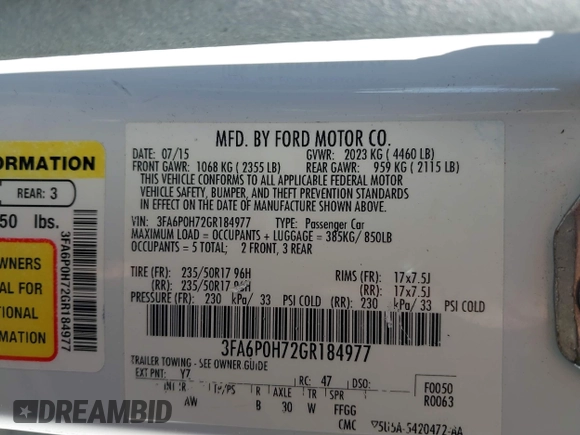 MFD. BY FORD MOTOR CO.
DATE: 07/15 GVWR: 2023 KG ( 4460 LB)
FRONT GAWR: 1068 KG ( 2355 LB) REAR GAWR: 959 KG ( 2115 LB)
THIS VEHICLE CONFORMS TO ALL APPLICABLE FEDERAL MOTOR
VEHICLE SAFETY, BUMPER, AND THEFT PREVENTION STANDARDS
IN EFFECT ON THE DATE OF MANUFACTURE SHOWN ABOVE.
VIN: 3FA6P0H72GR184977 TYPE: Passenger Car
MAXIMUM LOAD = OCCUPANTS + LUGGAGE = 385KG/ 850LB
OCCUPANTS = 5 TOTAL; 2 FRONT, 3 REAR
TIRE (FR): 235/50R17 96H RIMS (FR): 17x7.5J
(RR): 235/50R17 96H (RR): 17x7.5J
PRESSURE (FR): 230 kPa/ 33 PSI COLD (RR): 230 kPa/ 33 PSI COLD
3FA6P0H72GR184977
TRAILER TOWING - SEE OWNER GUIDE
EXT PNT: Y7 RC: 47 DSO: F0050
R AXLE TR SPR R0063
AW B 30 W FFGG
CMC
ORMATION
REAR: 3
50 lbs.
WNERS
AL FOR
TIONAL
MATION
3FA6P0H72GR184977
DREAMBID